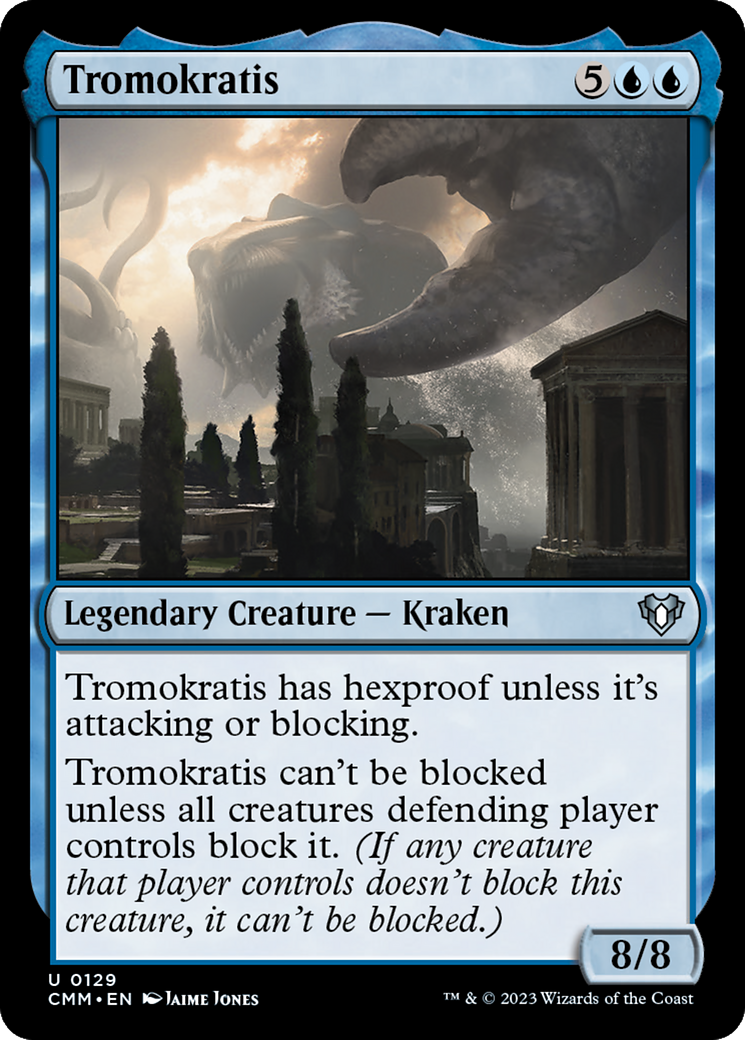 Tromokratis 5
Legendary Creature — Kraken
Tromokratis has hexproof unless it's
attacking or blocking.
Tromokratis can't be blocked
unless all creatures defending player
controls block it. (If any creature
that player controls doesn't block this
creature, it can't be blocked.)
8/8
U 0129
CMM • EN Jaime Jones
™ & © 2023 Wizards of the Coast